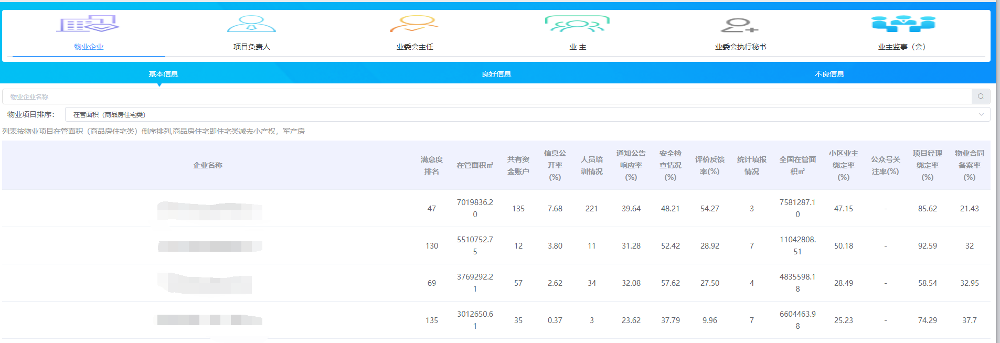 物业企业 项目负责人 业委会主任 业 主 业委会执行秘书 业主监事（会）
基本信息 良好信息 不良信息
物业企业名称
物业项目排序： 在管面积（商品房住宅类）
列表按物业项目在管面积（商品房住宅类）倒序排列,商品房住宅即住宅类减去小产权，军产房
企业名称 满意度排名 在管面积㎡ 共有资金账户 信息公开率(%) 人员培训情况 通知公告响应率(%) 安全检查情况(%) 评价反馈率(%) 统计填报情况 全国在管面积㎡ 小区业主绑定率(%) 公众号关注率(%) 项目经理绑定率(%) 物业合同备案率(%)
47 7019836.20 135 7.68 221 39.64 48.21 54.27 3 7581287.10 47.15 - 85.62 21.43
130 5510752.75 12 3.80 11 31.28 52.42 28.92 7 11042808.51 50.18 - 92.59 32
69 3769292.21 57 2.62 34 32.08 57.62 27.50 4 4835598.18 28.49 - 58.54 32.95
135 3012650.61 35 0.37 3 23.62 37.79 9.96 7 6604463.98 25.23 - 74.29 37.7